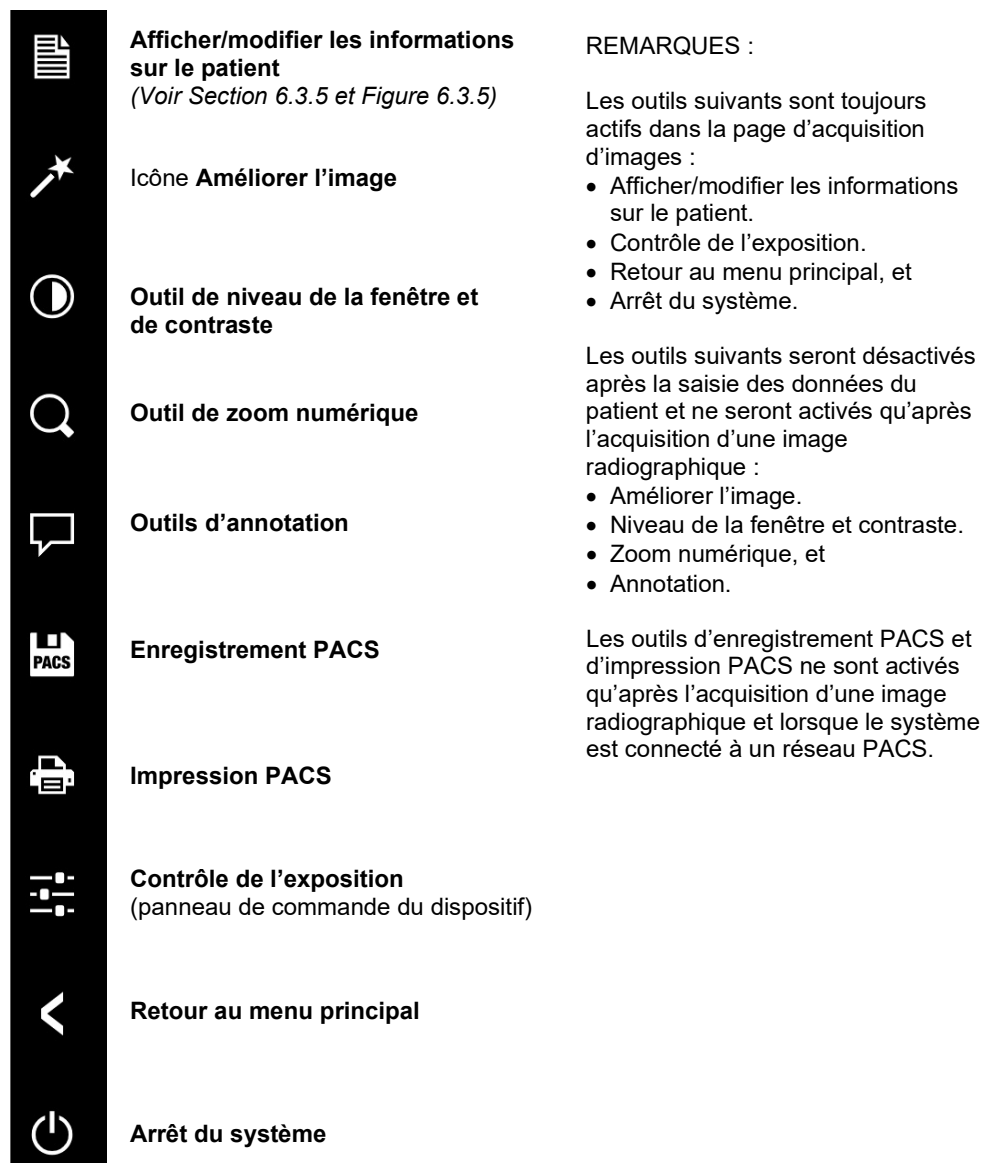 Afficher/modifier les informations
sur le patient
(Voir Section 6.3.5 et Figure 6.3.5)
Icône Améliorer l’image
Outil de niveau de la fenêtre et
de contraste
Outil de zoom numérique
Outils d’annotation
PACS
Enregistrement PACS
Impression PACS
Contrôle de l’exposition
(panneau de commande du dispositif)
Retour au menu principal
Arrêt du système
REMARQUES :
Les outils suivants sont toujours
actifs dans la page d’acquisition
d’images :
• Afficher/modifier les informations
sur le patient.
• Contrôle de l’exposition.
• Retour au menu principal, et
• Arrêt du système.
Les outils suivants seront désactivés
après la saisie des données du
patient et ne seront activés qu’après
l’acquisition d’une image
radiographique :
• Améliorer l’image.
• Niveau de la fenêtre et contraste.
• Zoom numérique, et
• Annotation.
Les outils d’enregistrement PACS et
d’impression PACS ne sont activés
qu’après l’acquisition d’une image
radiographique et lorsque le système
est connecté à un réseau PACS.